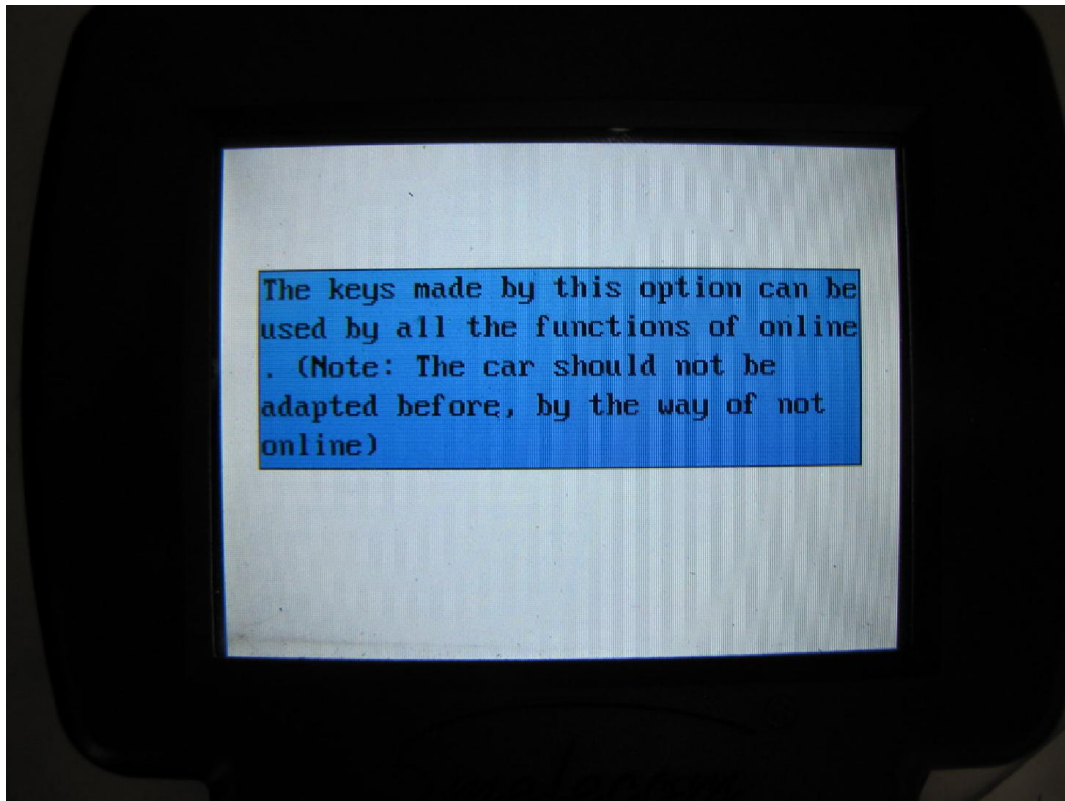 The keys made by this option can be
used by all the functions of online
. (Note: The car should not be
adapted before, by the way of not
online)